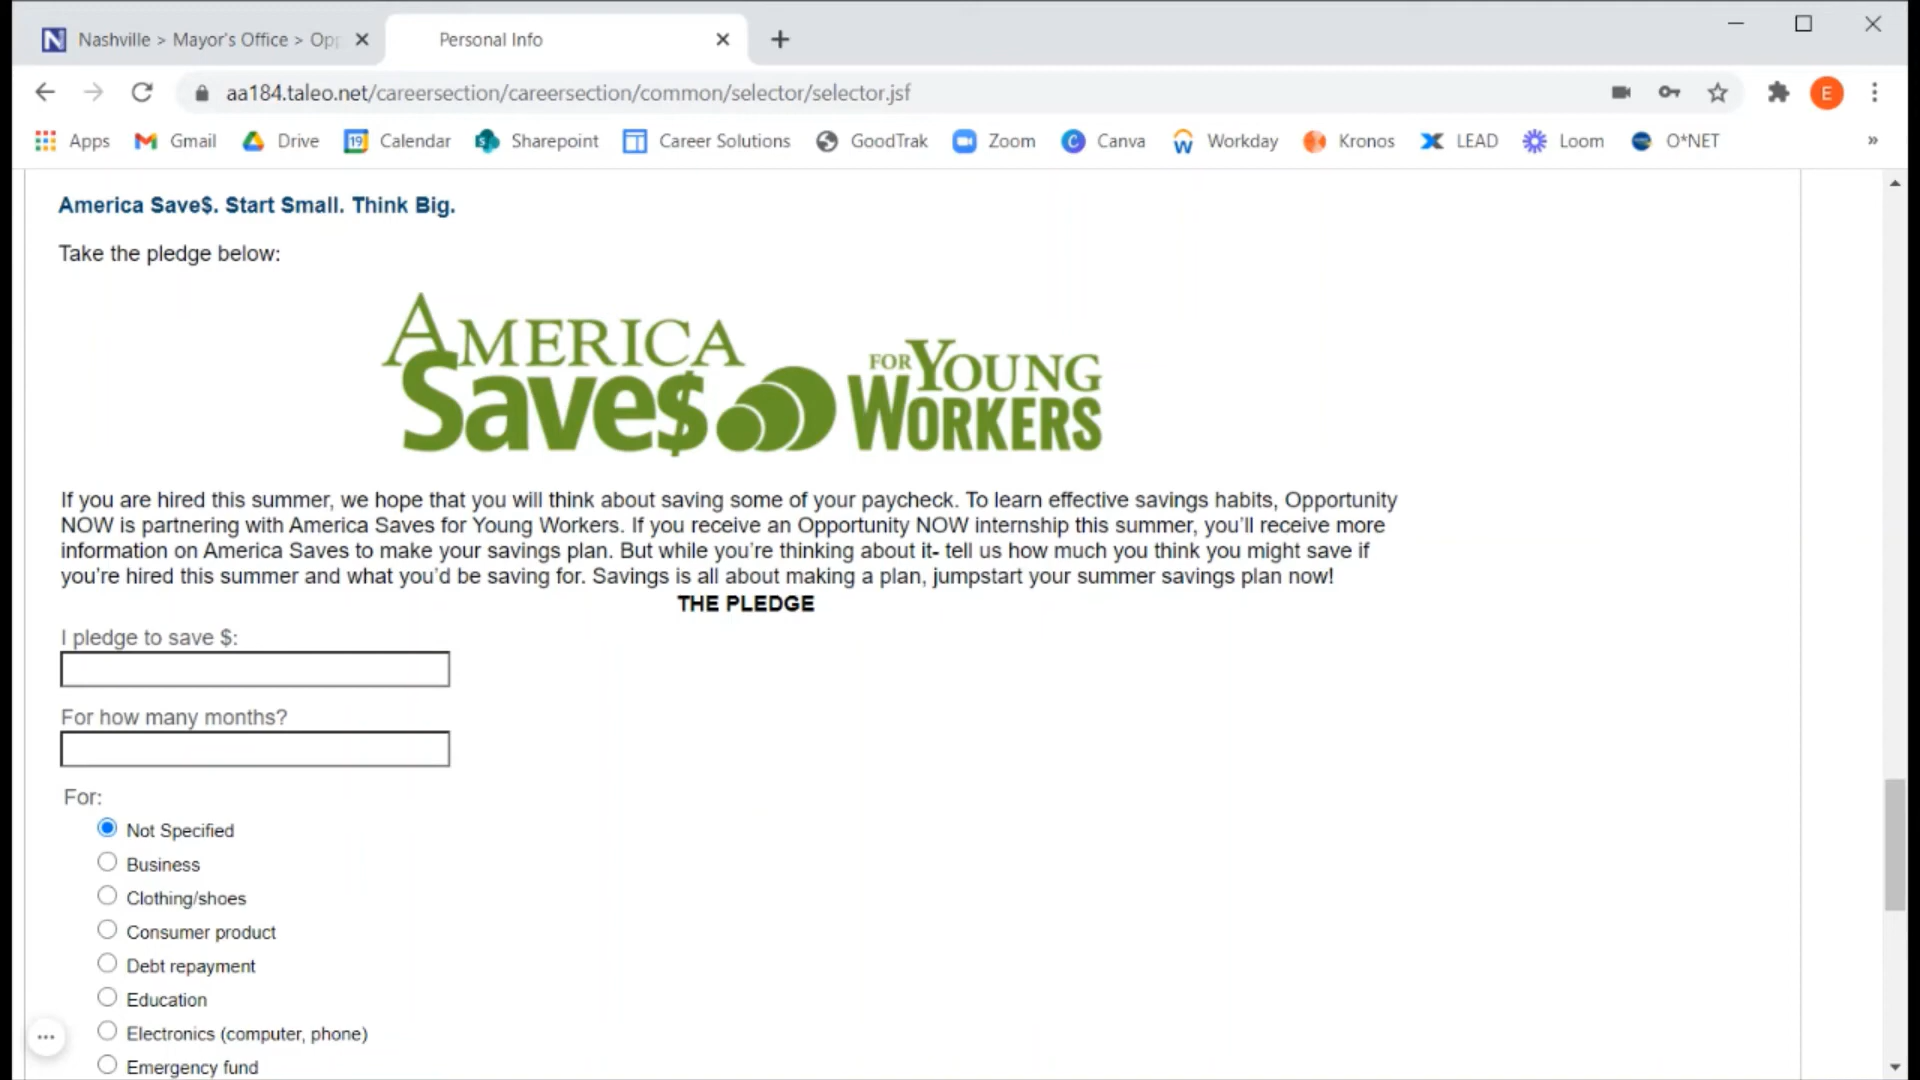 Nashville > Mayor's Office > Opp
Personal Info
aa184.taleo.net/careersection/careersection/common/selector/selector.jsf
E
Apps
Gmail
Drive
19
Calendar
Sharepoint
Career Solutions
GoodTrak
Zoom
Canva
Workday
Kronos
LEAD
Loom
O*NET
America Save$. Start Small. Think Big.
Take the pledge below:
AMERICA
Save$
FOR YOUNG
WORKERS
If you are hired this summer, we hope that you will think about saving some of your paycheck. To learn effective savings habits, Opportunity
NOW is partnering with America Saves for Young Workers. If you receive an Opportunity NOW internship this summer, you'll receive more
information on America Saves to make your savings plan. But while you're thinking about it- tell us how much you think you might save if
you're hired this summer and what you'd be saving for. Savings is all about making a plan, jumpstart your summer savings plan now!
THE PLEDGE
I pledge to save $:
For how many months?
For:
Not Specified
Business
Clothing/shoes
Consumer product
Debt repayment
Education
Electronics (computer, phone)
Emergency fund